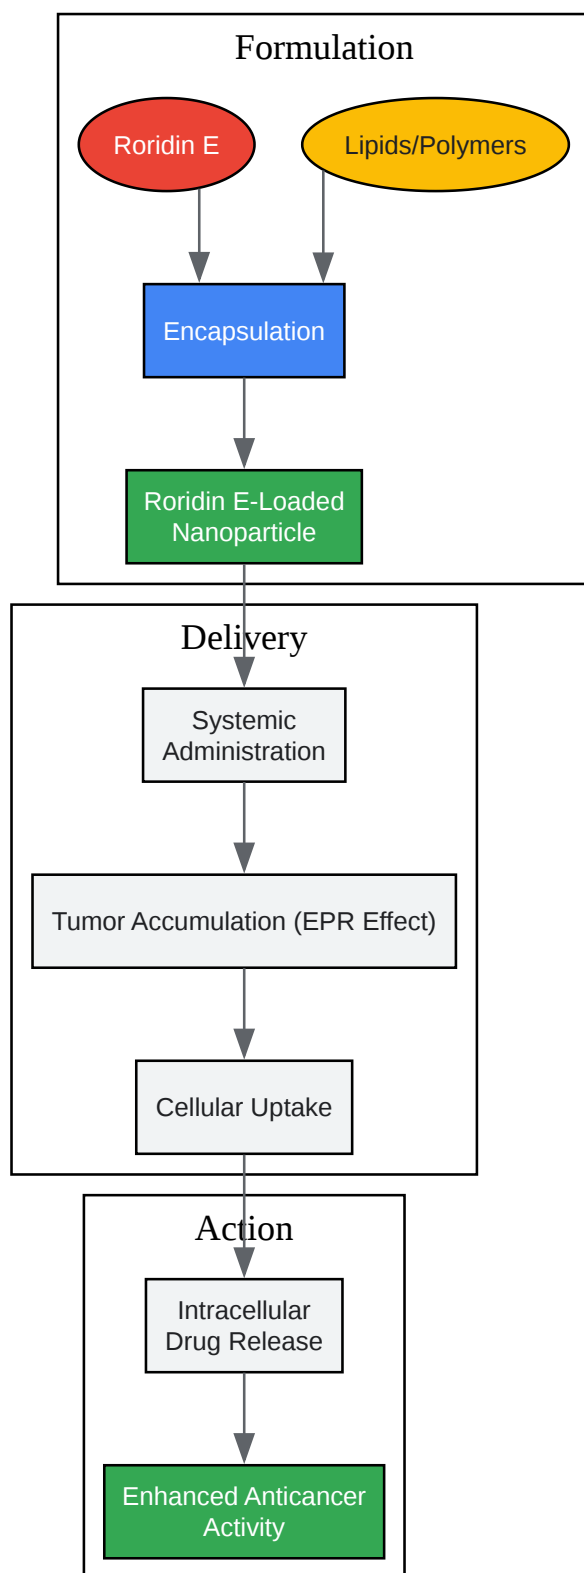 Formulation
Roridin E
Lipids/Polymers
Encapsulation
Roridin E-Loaded
Nanoparticle
Delivery
Systemic
Administration
Tumor Accumulation (EPR Effect)
Cellular Uptake
Action
Intracellular
Drug Release
Enhanced Anticancer
Activity